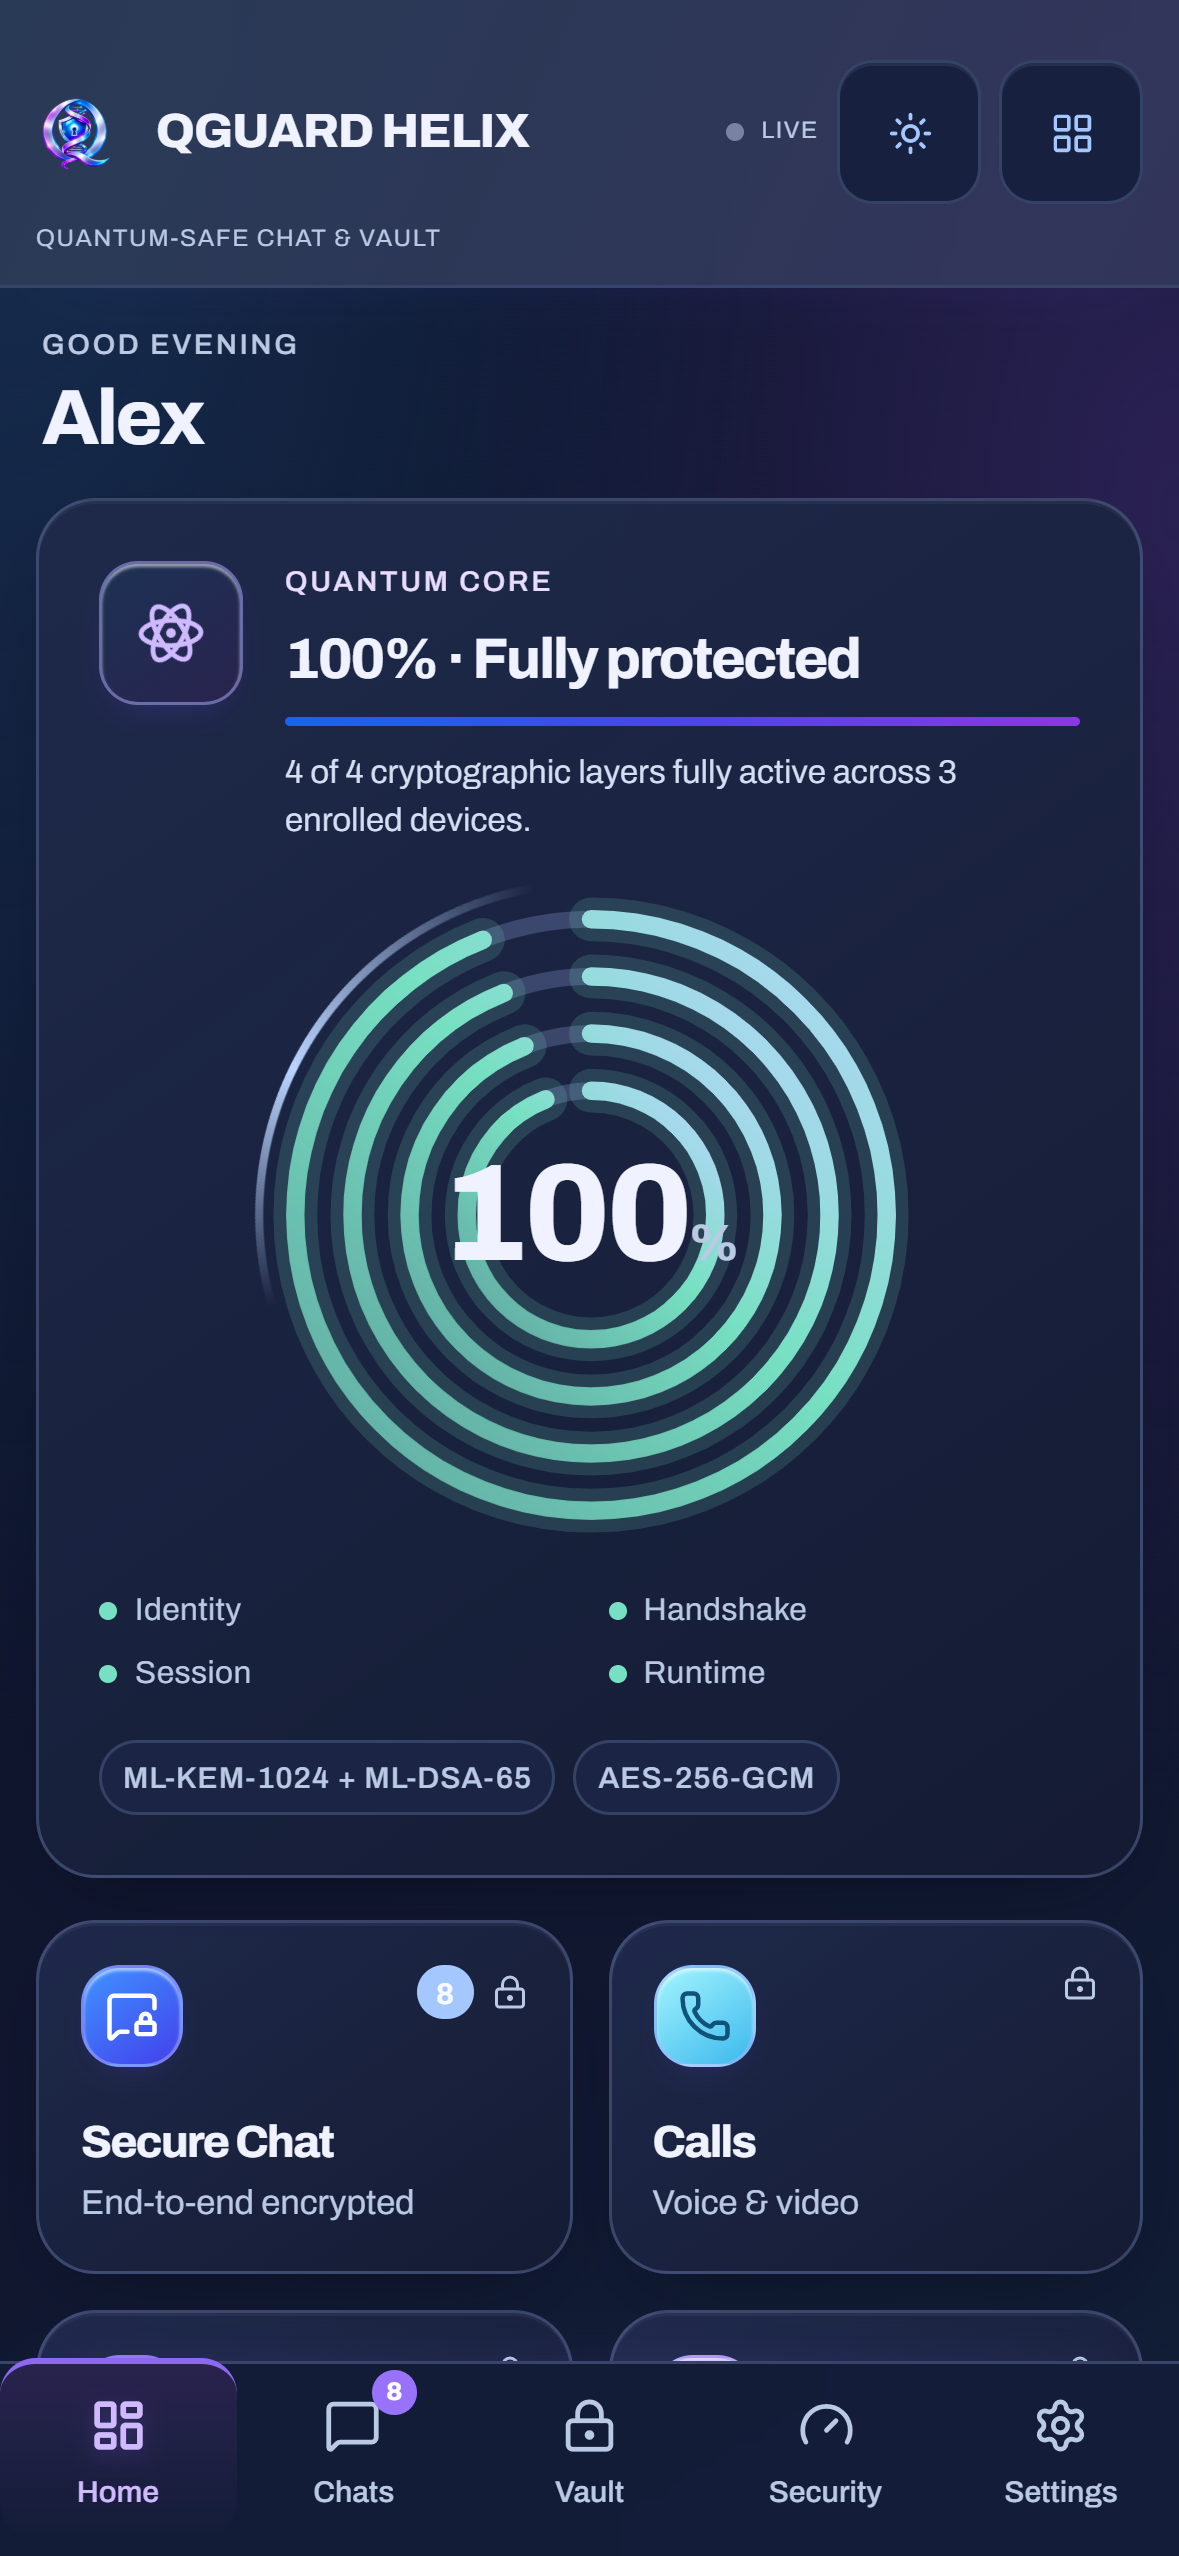 QGUARD HELIX
LIVE
QUANTUM-SAFE CHAT & VAULT
GOOD EVENING
Alex
QUANTUM CORE
100% · Fully protected
4 of 4 cryptographic layers fully active across 3
enrolled devices.
100%
Identity
Handshake
Session
Runtime
ML-KEM-1024 + ML-DSA-65
AES-256-GCM
8
Secure Chat
End-to-end encrypted
Calls
Voice & video
8
Home
Chats
Vault
Security
Settings